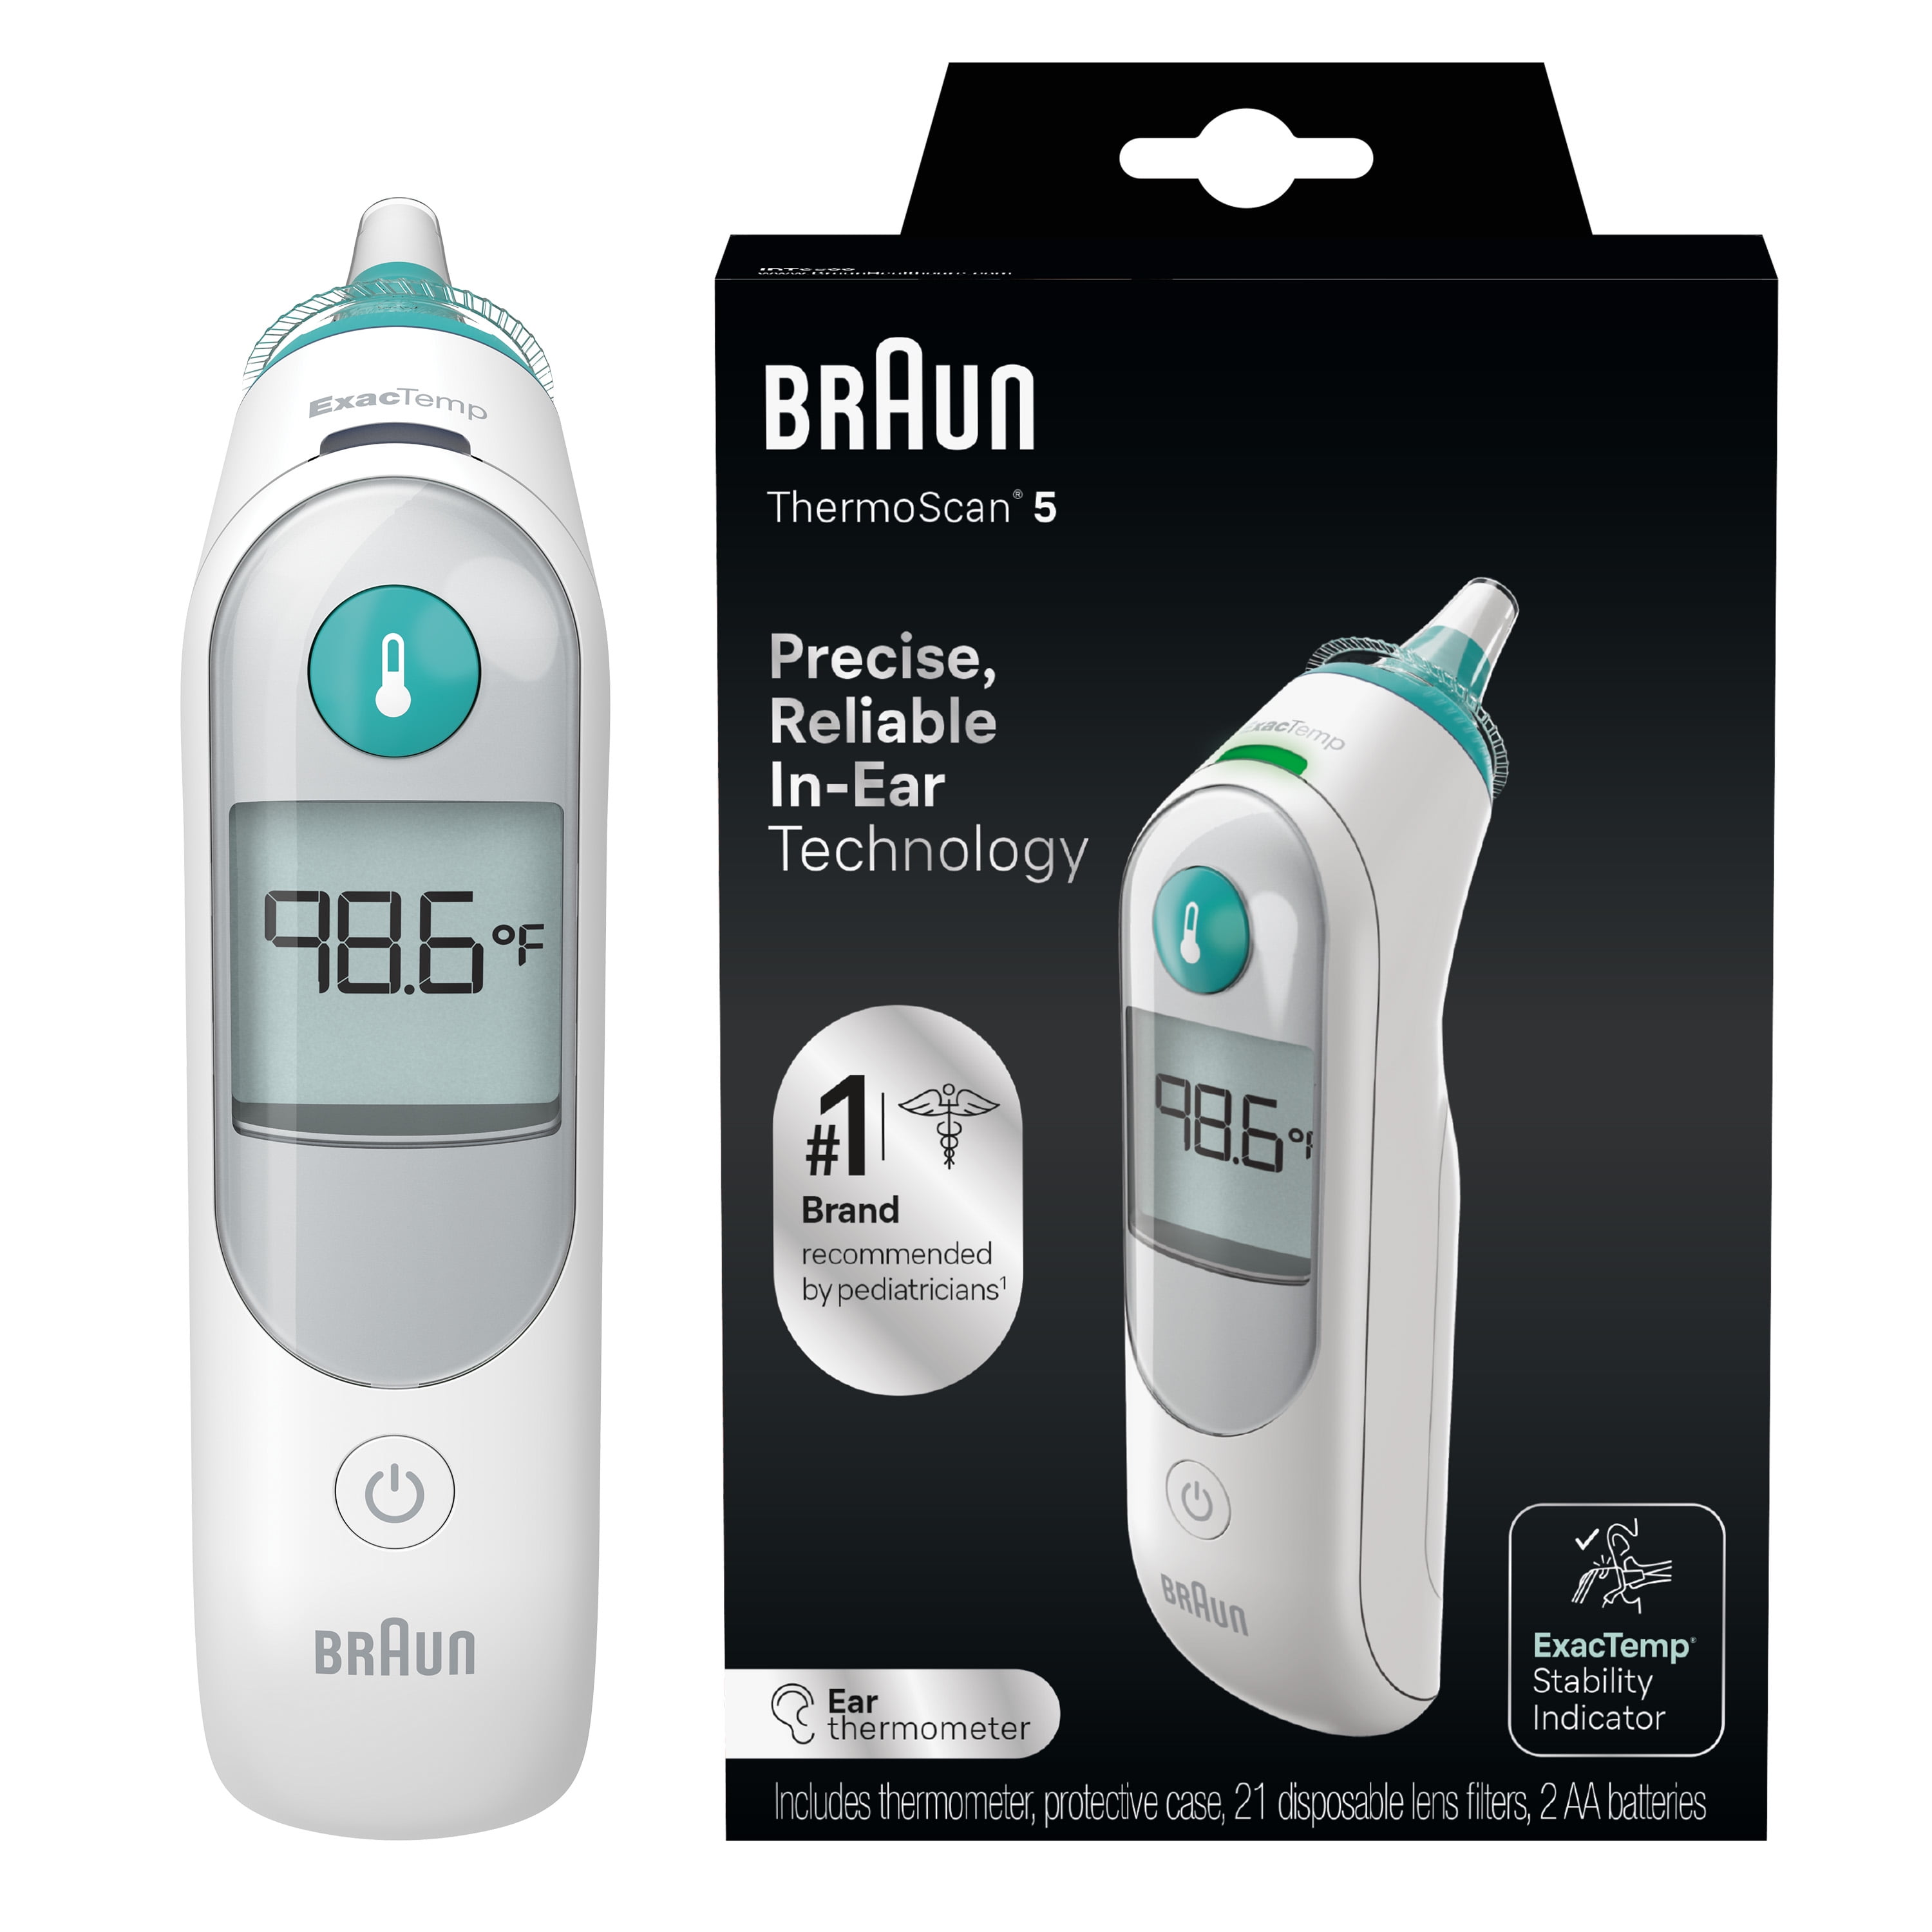 ExacTemp
98.6°F
BRAUN
BRAUN
ThermoScan® 5
Precise,
Reliable
In-Ear
Technology
#1
Brand
recommended
by pediatricians¹
ExacTemp
98.6
BRAUN
ExacTemp®
Stability
Indicator
Ear
thermometer
Includes thermometer, protective case, 21 disposable lens filters, 2 AA batteries